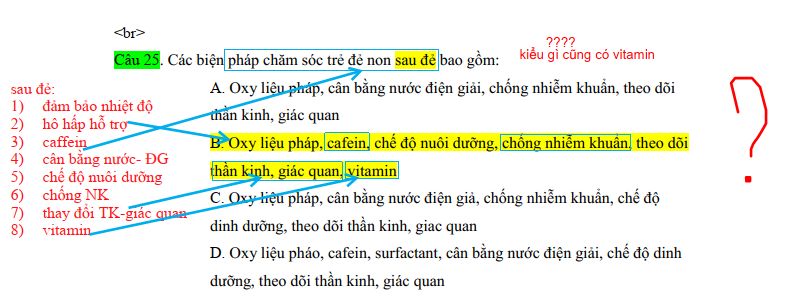 <br>
????
Câu 25. Các biện pháp chăm sóc trẻ đẻ non sau đẻ bao gồm:
kiểu gì cũng có vitamin
sau đẻ:
1) đảm bảo nhiệt độ
2) hô hấp hỗ trợ
3) caffein
4) cân bằng nước- ĐG
5) chế độ nuôi dưỡng
6) chống NK
7) thay đổi TK-giác quan
8) vitamin
A. Oxy liệu pháp, cân bằng nước điện giải, chống nhiễm khuẩn, theo dõi
thần kinh, giác quan
B. Oxy liệu pháp, cafein, chế độ nuôi dưỡng, chống nhiễm khuẩn, theo dõi
thần kinh, giác quan, vitamin
C. Oxy liệu pháp, cân bằng nước điện giả, chống nhiễm khuẩn, chế độ
dinh dưỡng, theo dõi thần kinh, giac quan
D. Oxy liệu pháo, cafein, surfactant, cân bằng nước điện giải, chế độ dinh
dưỡng, theo dõi thần kinh, giác quan
?